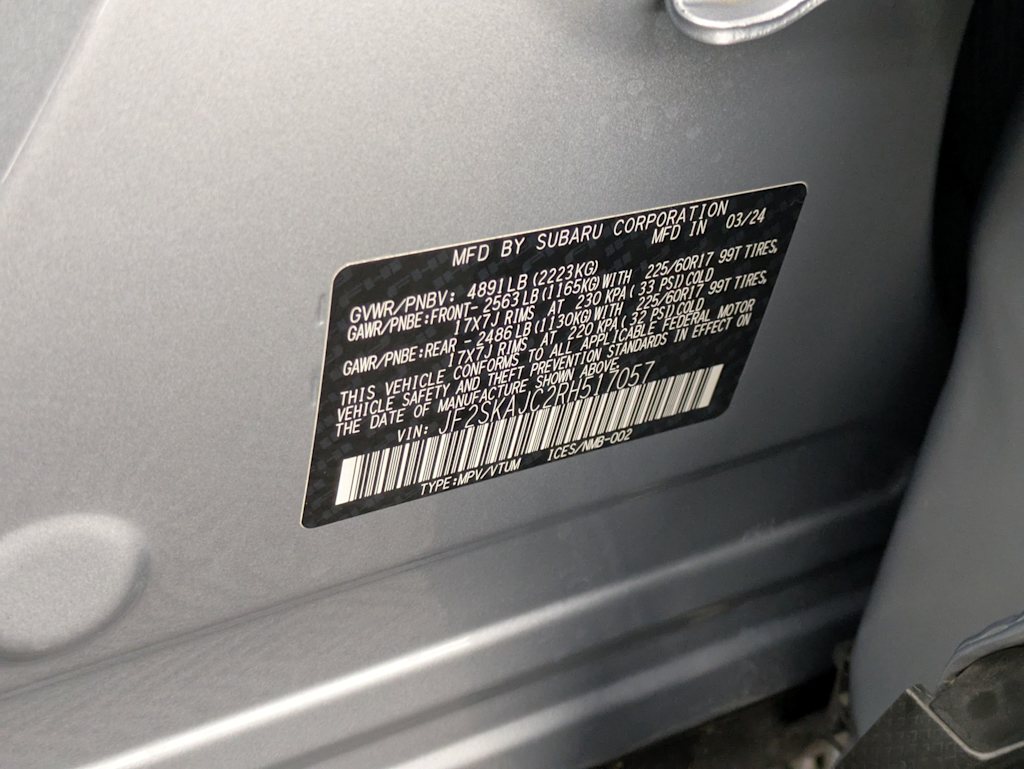 MFD BY SUBARU CORPORATION
MFD IN 03/24
GVWR/PNBV: 4891LB(2223KG)
GAWR/PNBE:FRONT-2563LB(1165KG)WITH 225/60R17 99T TIRES,
17x7J RIMS AT 230 KPA(33 PSI)COLD
GAWR/PNBE:REAR -2486LB(1130KG)WITH 225/60R17 99T TIRES,
17x7J RIMS AT 220 KPA(32 PSI)COLD
THIS VEHICLE CONFORMS TO ALL APPLICABLE FEDERAL MOTOR
VEHICLE SAFETY AND THEFT PREVENTION STANDARDS IN EFFECT ON
THE DATE OF MANUFACTURE SHOWN ABOVE.
VIN: JF2SKAJC2RH517057
TYPE:MPV/VTUM ICES/NMB-002